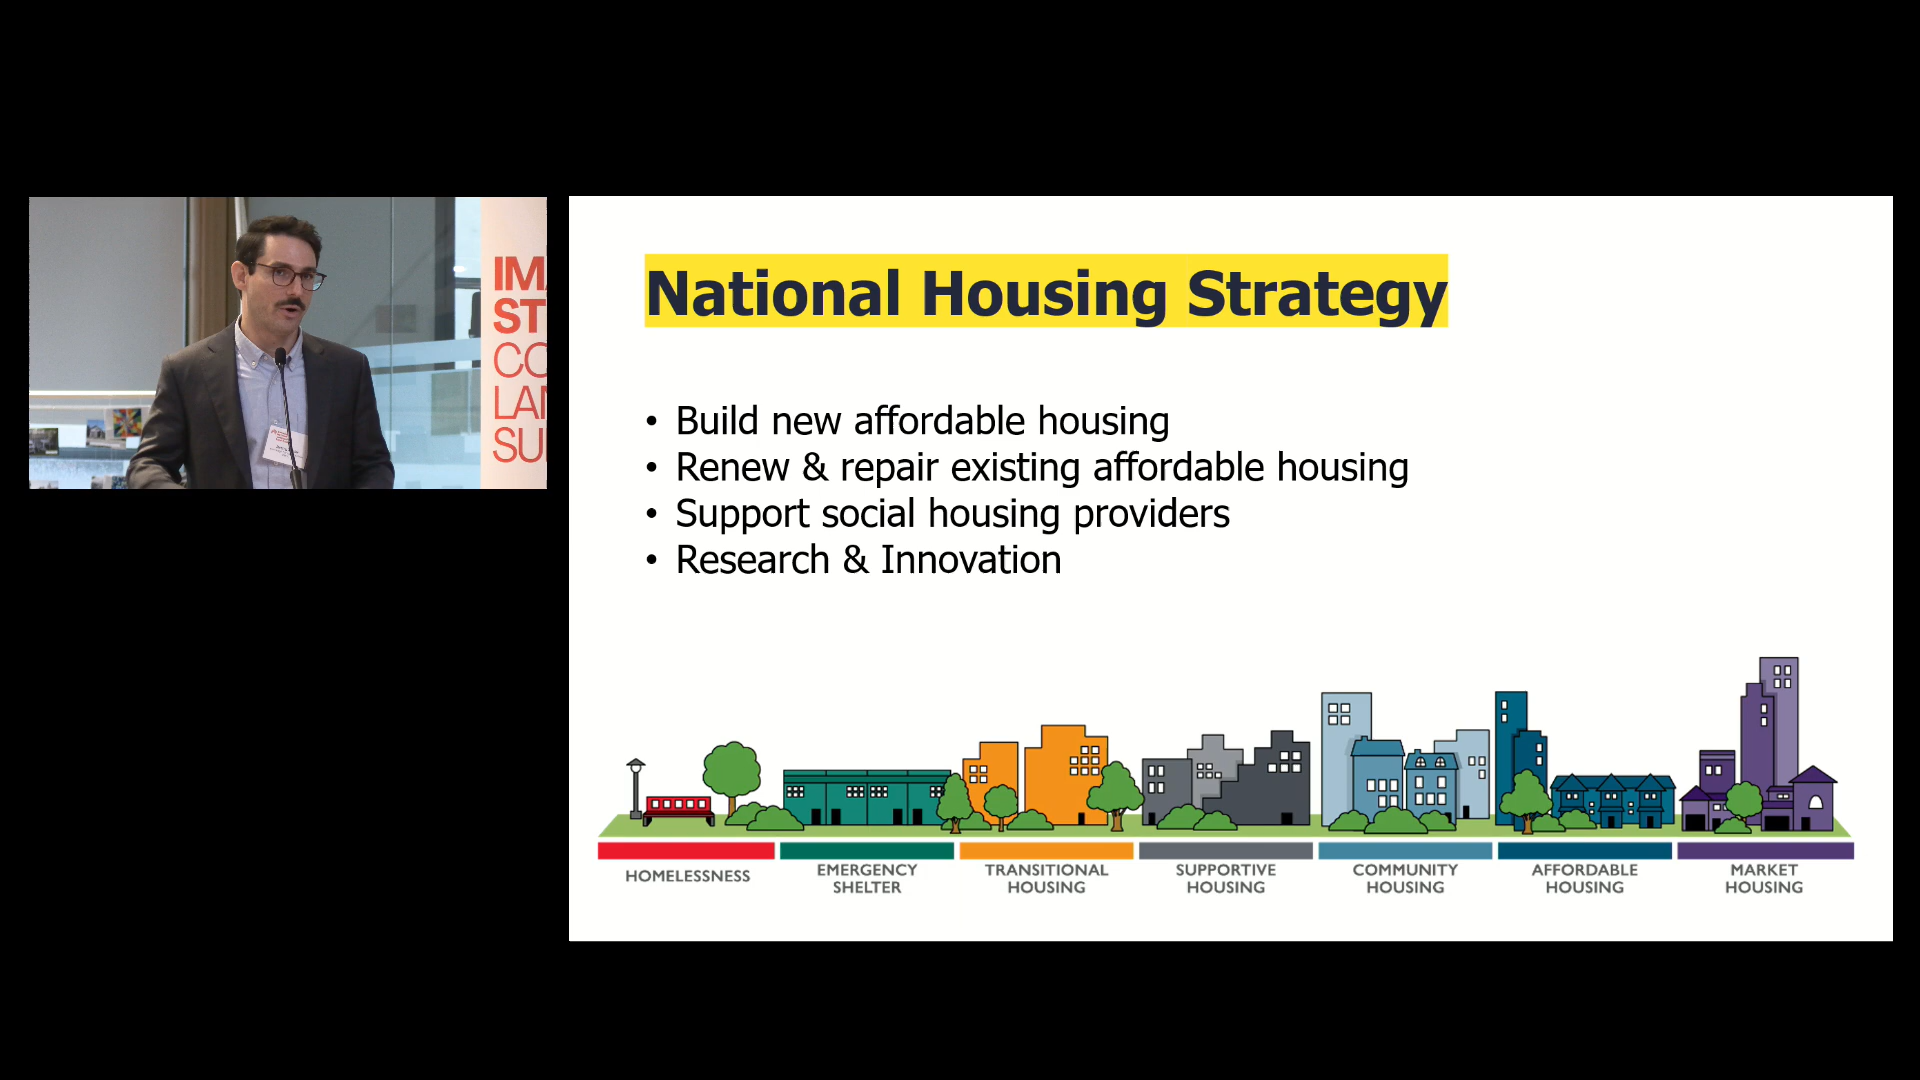 IM
ST
CO
LAN
SU
National Housing Strategy
• Build new affordable housing
• Renew & repair existing affordable housing
• Support social housing providers
• Research & Innovation
HOMELESSNESS
EMERGENCY
SHELTER
TRANSITIONAL
HOUSING
SUPPORTIVE
HOUSING
COMMUNITY
HOUSING
AFFORDABLE
HOUSING
MARKET
HOUSING